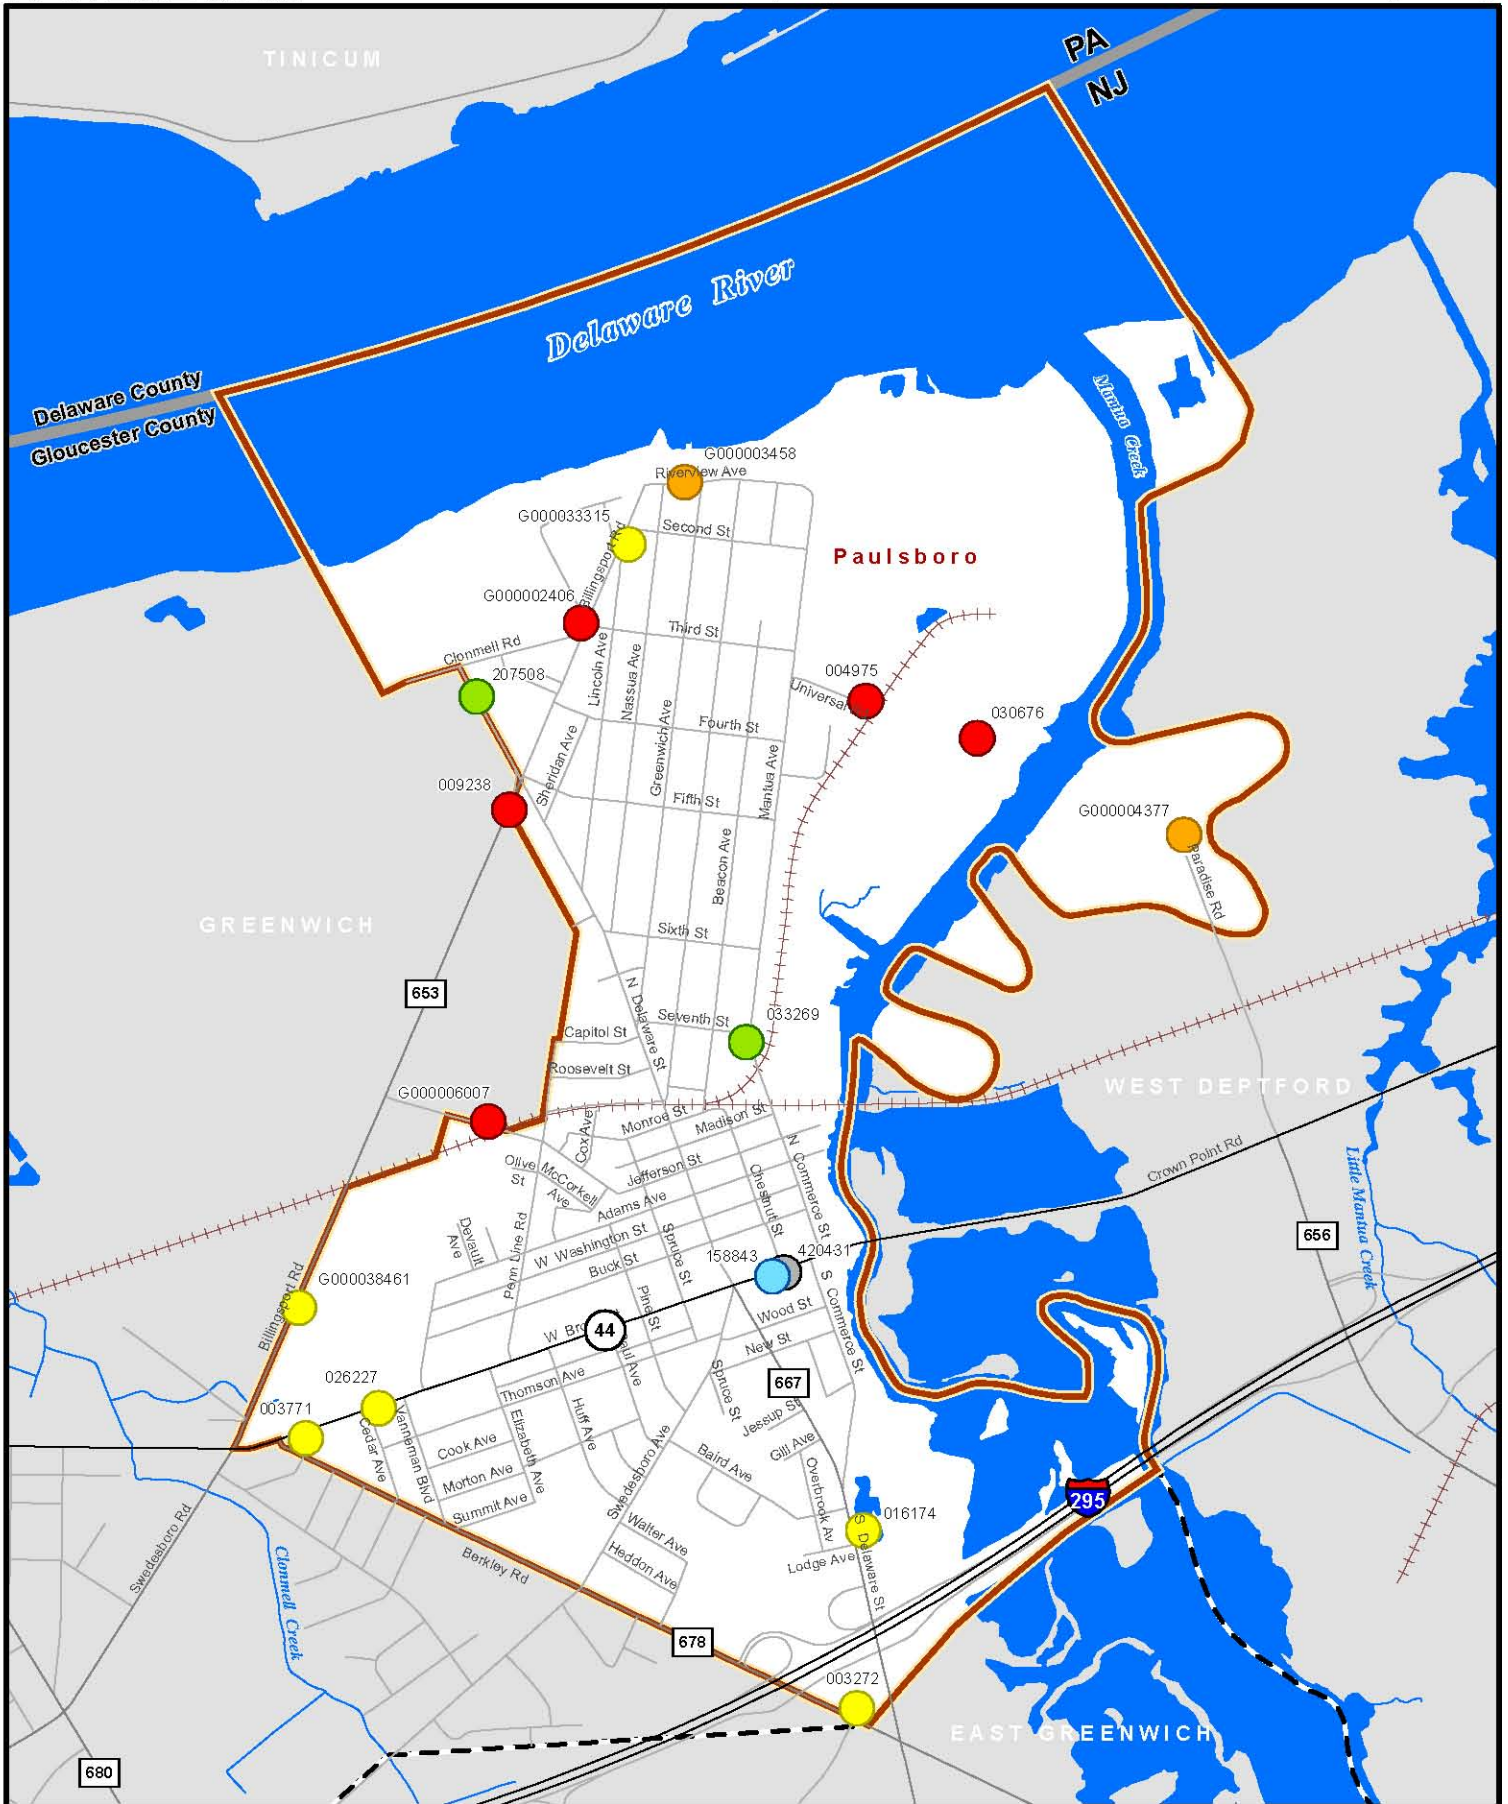 TINICUM
PA
NJ
Delaware River
Delaware County
Gloucester County
Mantua Creek
G000003458
Riverview Ave
G000033315
Second St
Billingsport Rd
Paulsboro
G000002406
Third St
Clonmell Rd
207508
Lincoln Ave
Nassua Ave
004975
Universal
030676
Fourth St
Greenwich Ave
Sheridan Ave
Mantua Ave
009238
Fifth St
G000004377
Paradise Rd
Beacon Ave
GREENWICH
Sixth St
653
N Delaware St
Seventh St
033269
Capitol St
Roosevelt St
WEST DEPTFORD
G000006007
Monroe St
Madison St
Cox Ave
N Commerce St
Crown Point Rd
Olive St
McCorkell Ave
Jefferson St
Chestnut St
Little Mantua Creek
Adams Ave
Devault Ave
Penn Line Rd
W Washington St
Spruce St
656
Buck St
158843
420431
G000038461
Billingsport Rd
Pine St
S Commerce St
Wood St
W Bro
44
New St
aul Ave
026227
Thomson Ave
Spruce St
667
003771
Cedar Ave
Vanneman Blvd
Elizabeth Ave
Huff Ave
Jessup St
Cook Ave
Swedesboro Ave
Baird Ave
Gill Ave
Morton Ave
Overbrook Av
295
Summit Ave
016174
Swedesboro Rd
Walter Ave
S Delaware St
Clonmell Creek
Berkley Rd
Heddon Ave
Lodge Ave
678
003272
EAST GREENWICH
680